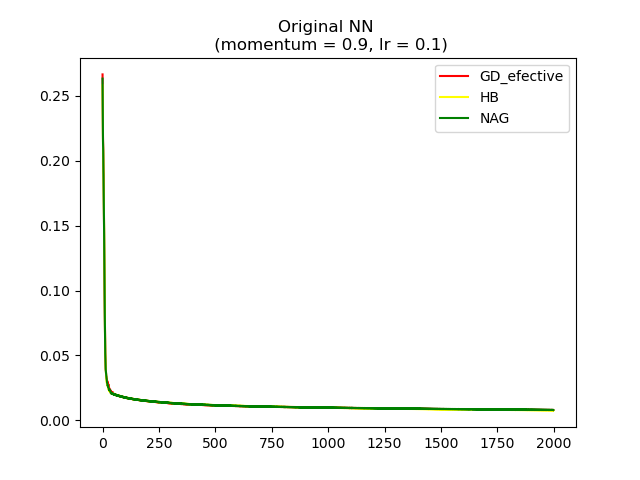 Original NN
(momentum = 0.9, lr = 0.1)
GD_efective
HB
NAG
0.25
0.20
0.15
0.10
0.05
0.00
0 250 500 750 1000 1250 1500 1750 2000